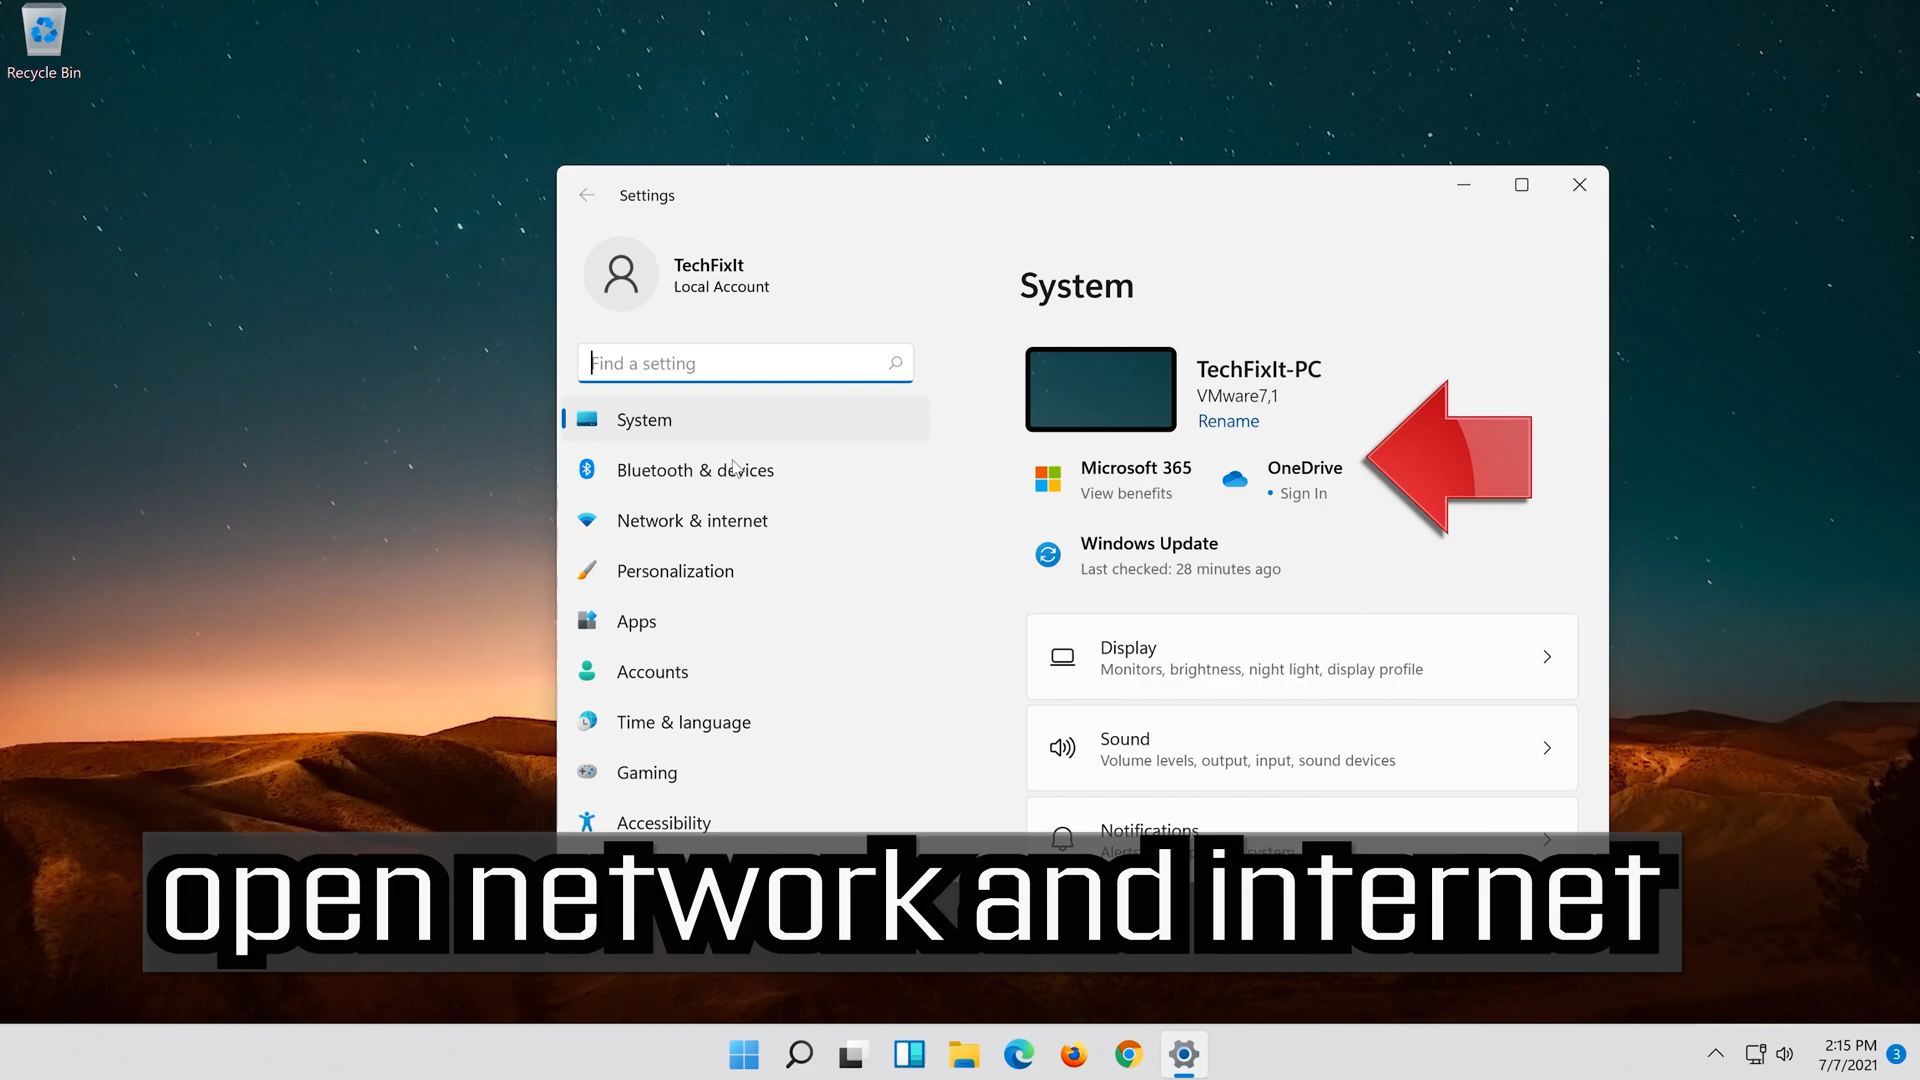 Recycle Bin
Settings
TechFixIt
Local Account
Find a setting
System
Bluetooth & devices
Network & internet
Personalization
Apps
Accounts
Time & language
Gaming
Accessibility
System
TechFixIt-PC
VMware7,1
Rename
Microsoft 365
View benefits
OneDrive
• Sign In
Windows Update
Last checked: 28 minutes ago
Display
Monitors, brightness, night light, display profile
Sound
Volume levels, output, input, sound devices
Notifications
open network and internet
2:15 PM
7/7/2021
3